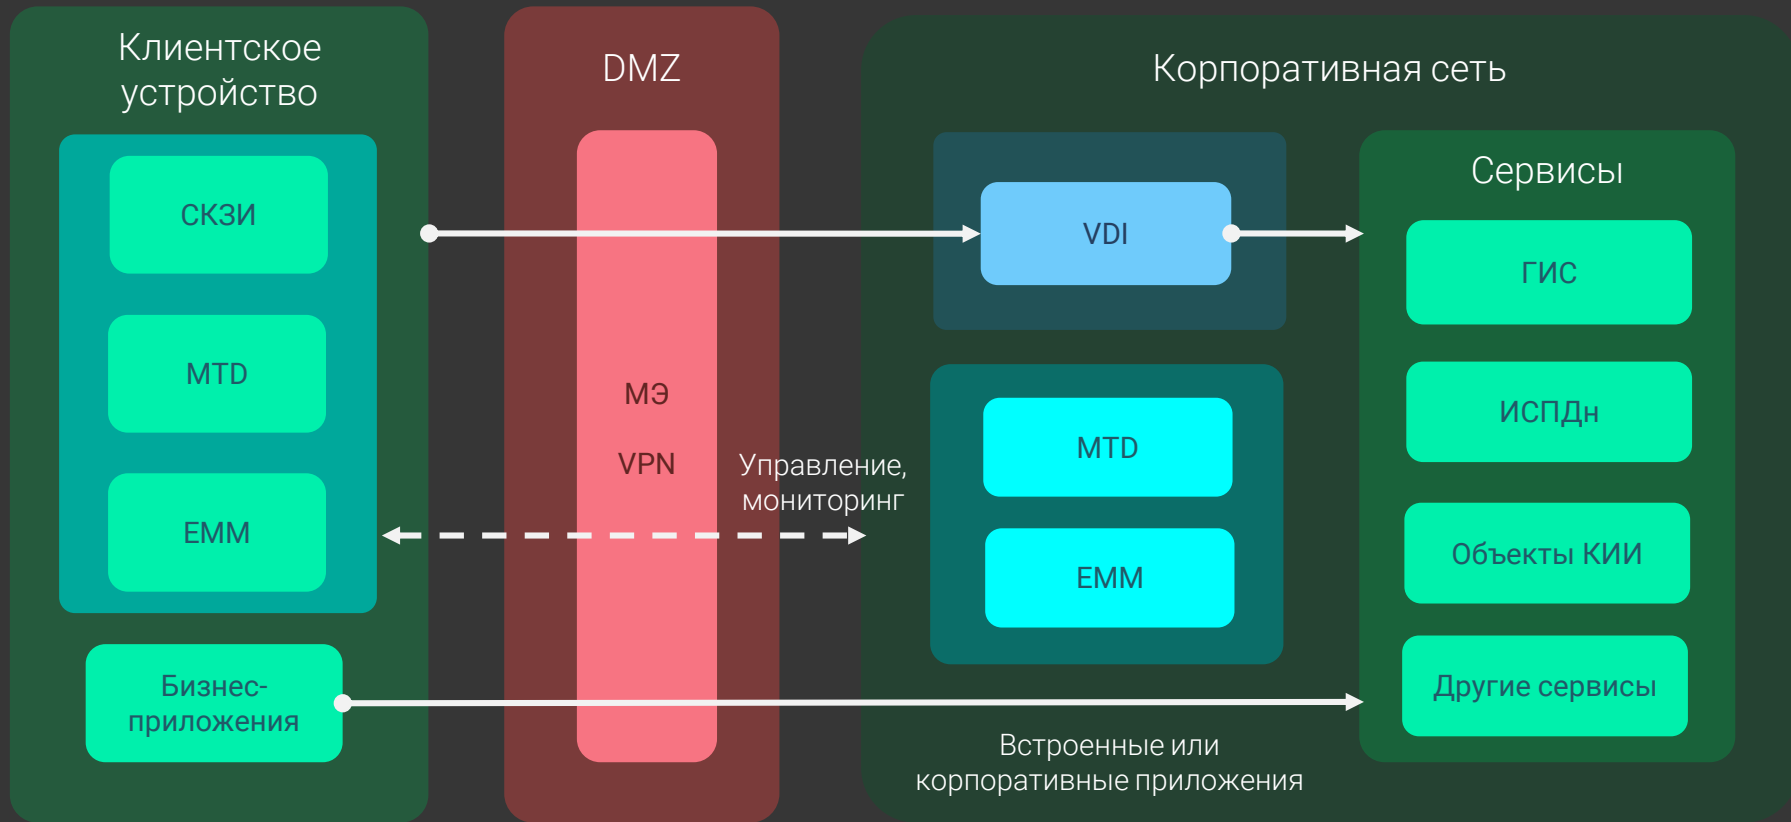 Клиентское
устройство
СКЗИ
MTD
EMM
Бизнес-
приложения
DMZ
МЭ
VPN
Управление,
мониторинг
Корпоративная сеть
VDI
MTD
EMM
Встроенные или
корпоративные приложения
Сервисы
ГИС
ИСПДн
Объекты КИИ
Другие сервисы